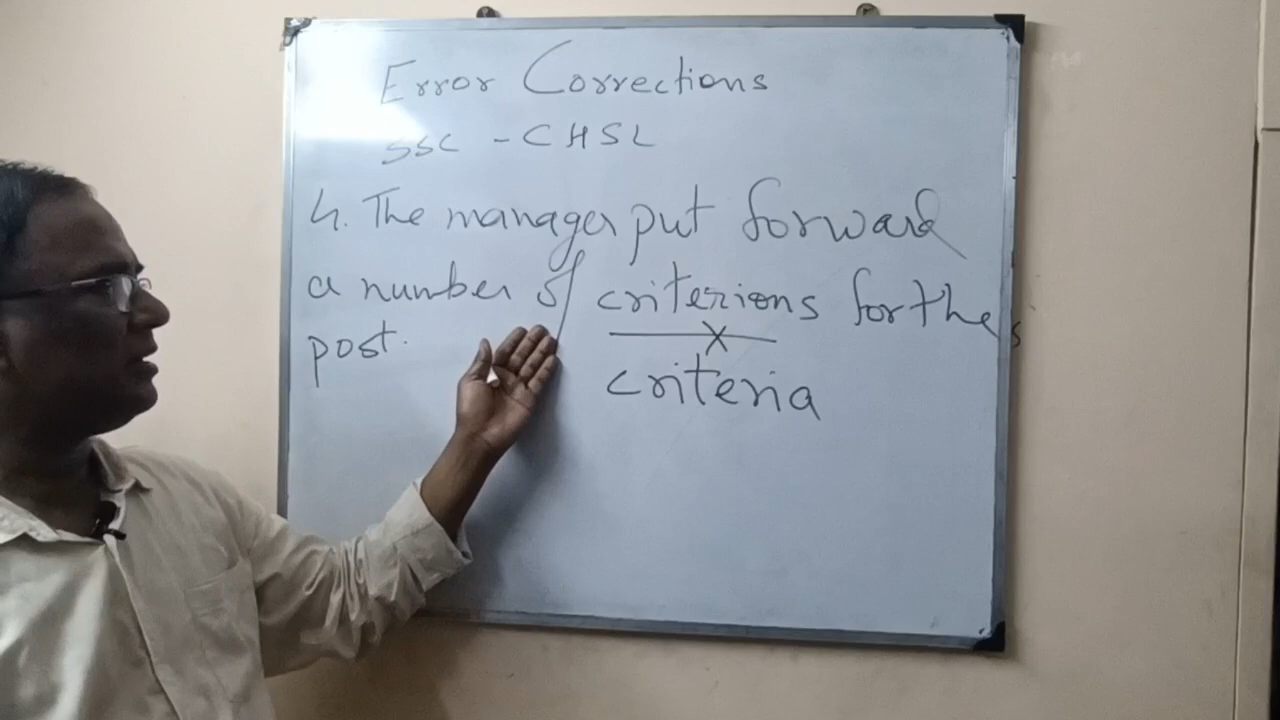 Error Corrections
SSC - CHSL
4. The manager put forward
a number of criterions for the
post.
criteria